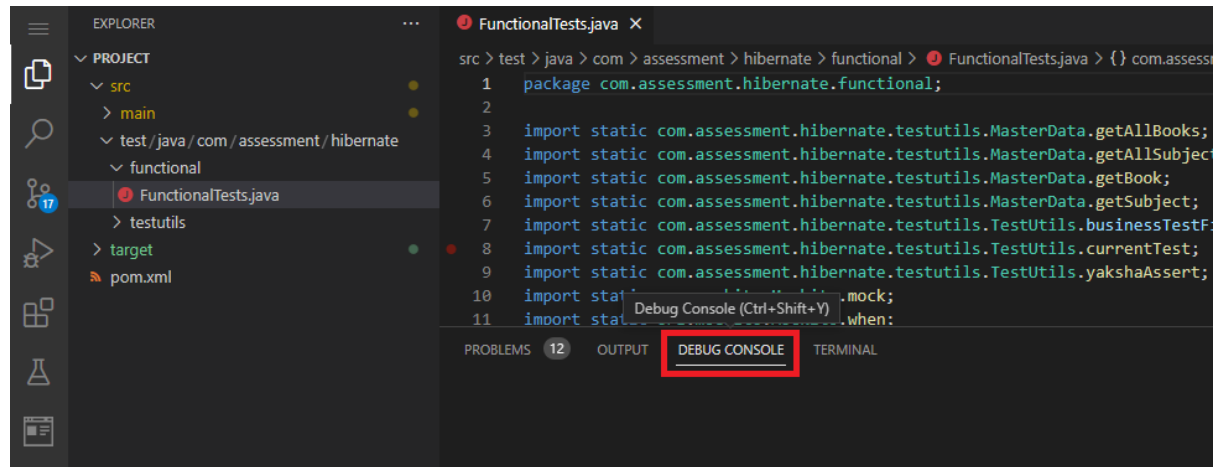 EXPLORER ...
PROJECT
src
main
test/java/com/assessment/hibernate
functional
FunctionalTests.java
testutils
target
pom.xml
17
FunctionalTests.java
src > test > java > com > assessment > hibernate > functional > FunctionalTests.java > {} com.assess
1 package com.assessment.hibernate.functional;
2
3 import static com.assessment.hibernate.testutils.MasterData.getAllBooks;
4 import static com.assessment.hibernate.testutils.MasterData.getAllSubject
5 import static com.assessment.hibernate.testutils.MasterData.getBook;
6 import static com.assessment.hibernate.testutils.MasterData.getSubject;
7 import static com.assessment.hibernate.testutils.TestUtils.businessTestFi
8 import static com.assessment.hibernate.testutils.TestUtils.currentTest;
9 import static com.assessment.hibernate.testutils.TestUtils.yakshaAssert;
10 import stat .mock;
Debug Console (Ctrl+Shift+Y)
11 import .when;
PROBLEMS 12 OUTPUT DEBUG CONSOLE TERMINAL